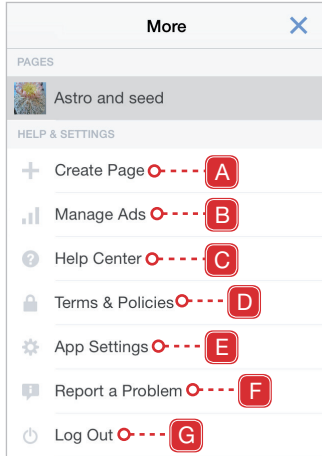 More
PAGES
Astro and seed
HELP & SETTINGS
Create Page A
Manage Ads B
Help Center C
Terms & Policies D
App Settings E
Report a Problem F
Log Out G